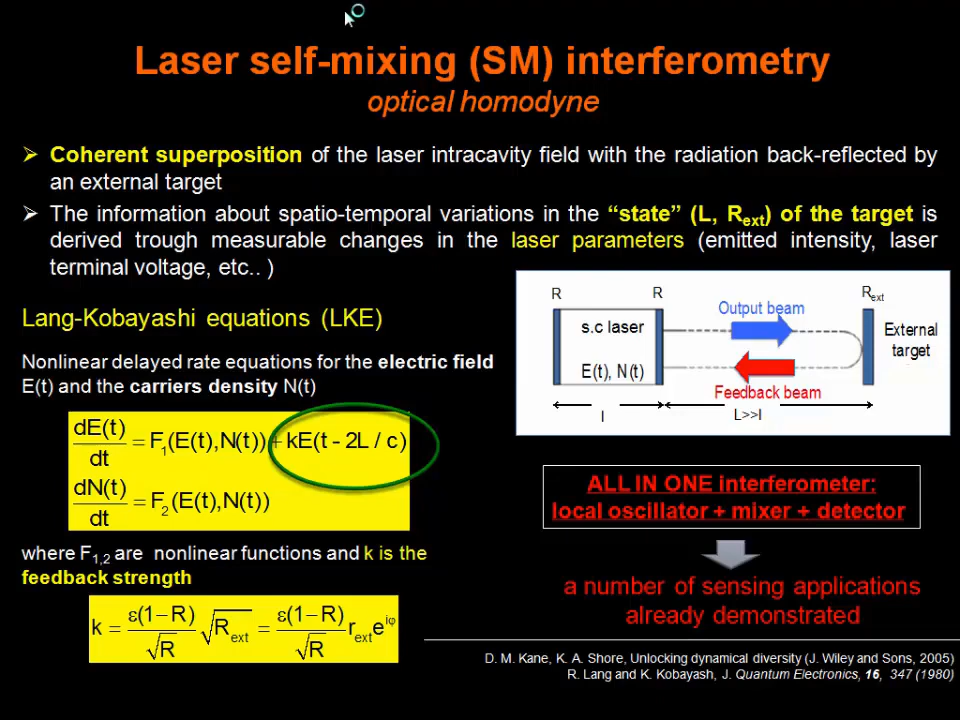 Laser self-mixing (SM) interferometry
optical homodyne
➢ Coherent superposition of the laser intracavity field with the radiation back-reflected by
an external target
➢ The information about spatio-temporal variations in the “state” (L, Rext) of the target is
derived trough measurable changes in the laser parameters (emitted intensity, laser
terminal voltage, etc.. )
Lang-Kobayashi equations (LKE)
Nonlinear delayed rate equations for the electric field
E(t) and the carriers density N(t)
dE(t)/dt = F1(E(t),N(t)) + kE(t - 2L / c)
dN(t)/dt = F2(E(t),N(t))
where F1,2 are nonlinear functions and k is the
feedback strength
k = ε(1−R)/√R √Rext = ε(1−R)/√R rext e^iφ
R R Rext
Output beam
s.c laser
External
target
E(t), N(t)
Feedback beam
l L>>l
ALL IN ONE interferometer:
local oscillator + mixer + detector
a number of sensing applications
already demonstrated
D. M. Kane, K. A. Shore, Unlocking dynamical diversity (J. Wiley and Sons, 2005)
R. Lang and K. Kobayash, J. Quantum Electronics, 16, 347 (1980)